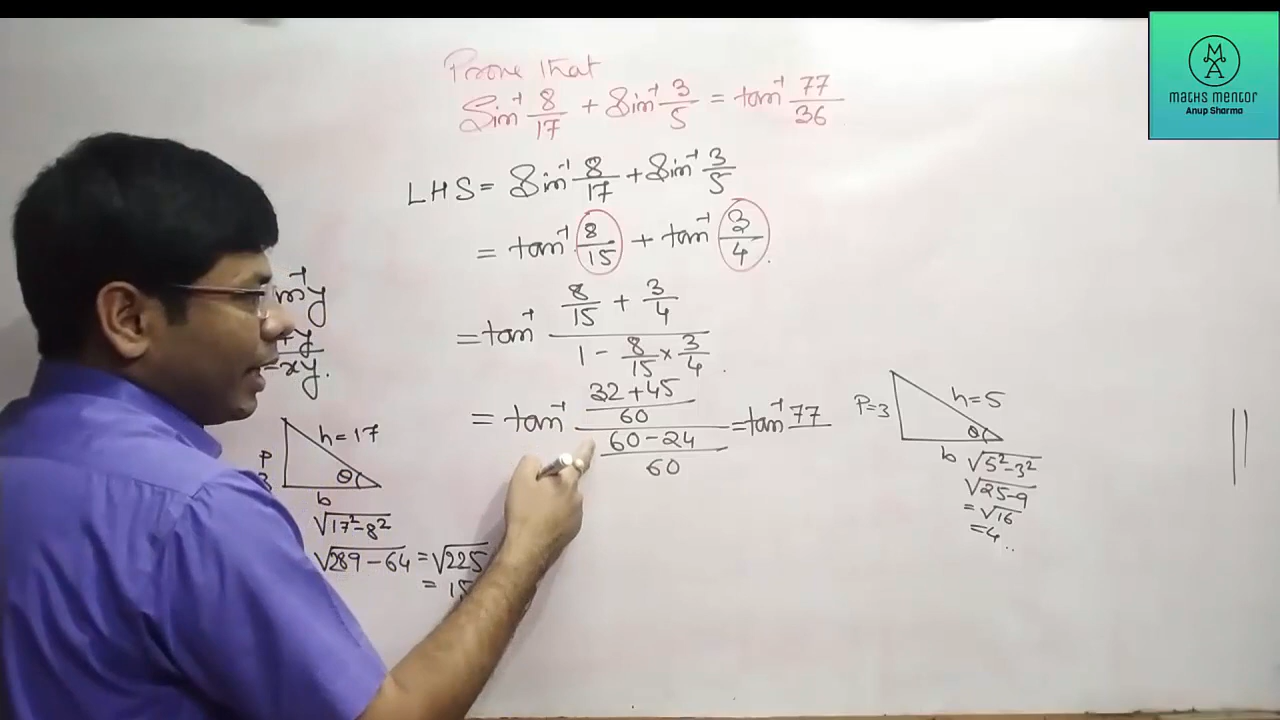 Prove that
Sin⁻¹ 8/17 + Sin⁻¹ 3/5 = tan⁻¹ 77/36
LHS = Sin⁻¹ 8/17 + Sin⁻¹ 3/5
= tan⁻¹ 8/15 + tan⁻¹ 3/4.
= tan⁻¹ (8/15 + 3/4)/(1 - 8/15 × 3/4).
= tan⁻¹ ((32+45)/60)/((60-24)/60) = tan⁻¹ 77
h=17
P
θ
b
√17²-8²
√289-64 = √225
= 15
P=3
h=5
θ
b
√5²-3²
√25-9
= √16
= 4..
MA
MATHS MENTOR
Anup Sharma